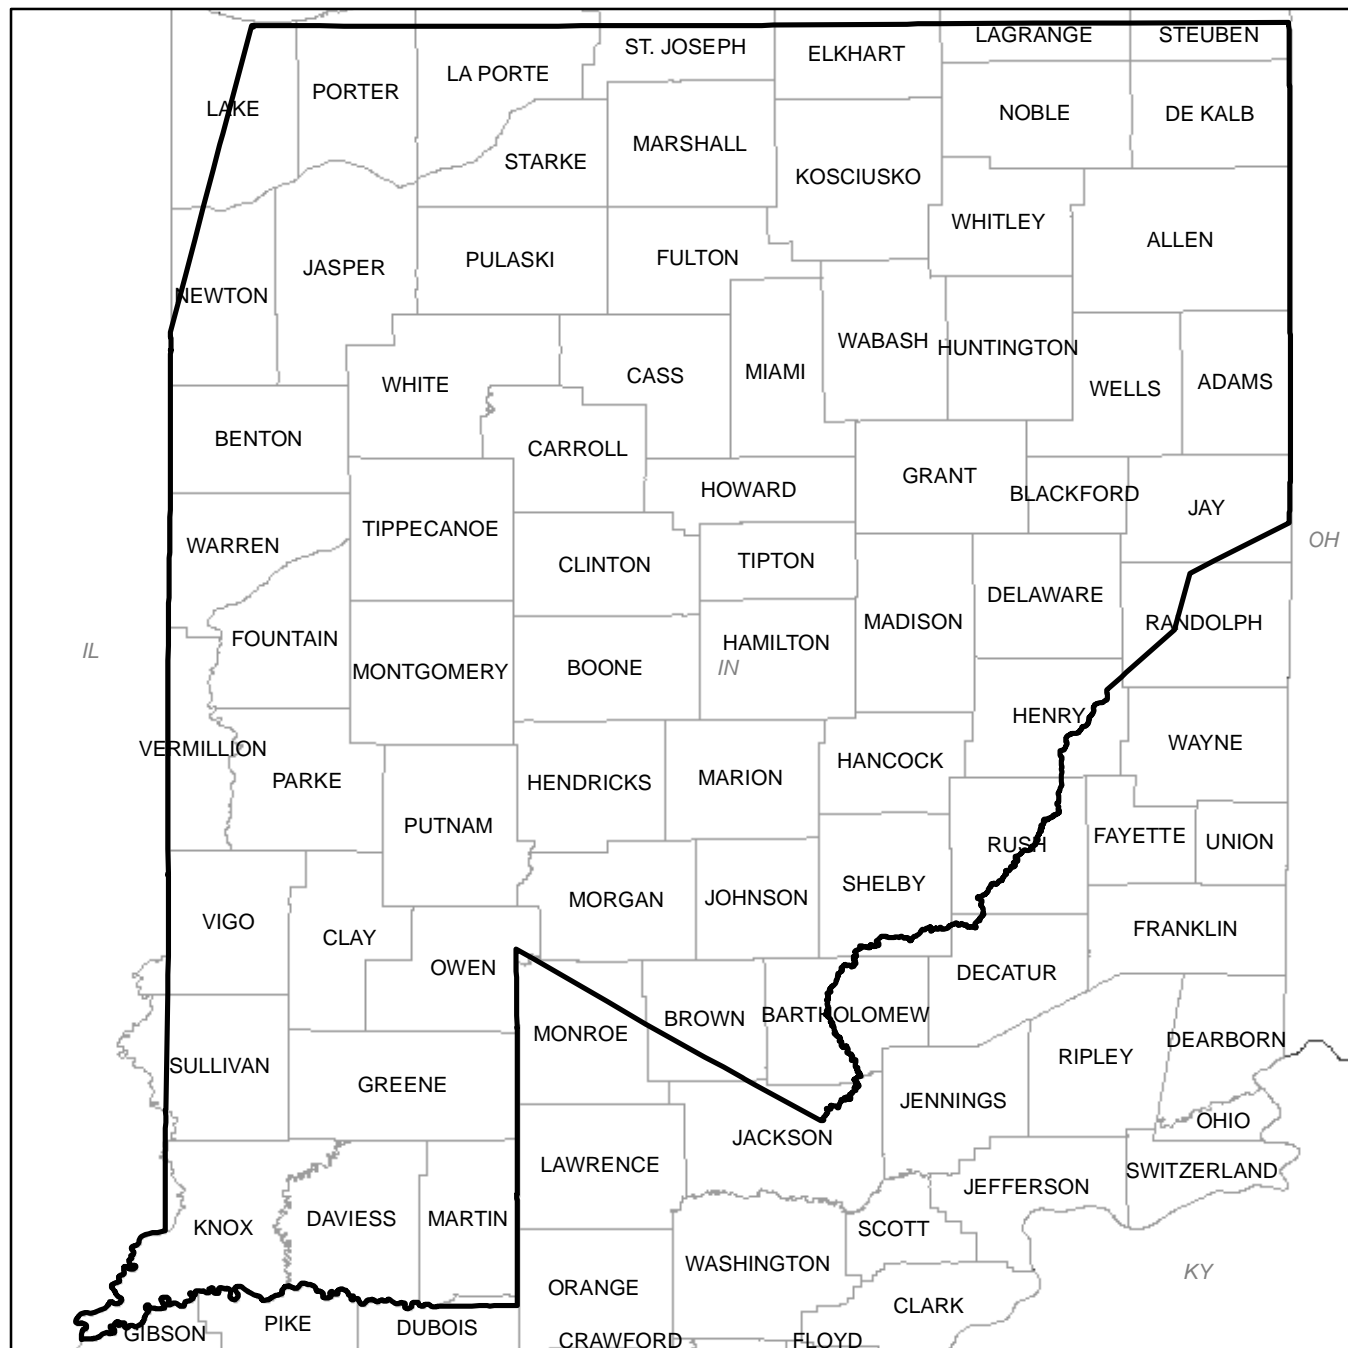 LAGRANGE
STEUBEN
ST. JOSEPH
ELKHART
LA PORTE
PORTER
LAKE
NOBLE
DE KALB
MARSHALL
STARKE
KOSCIUSKO
WHITLEY
ALLEN
FULTON
PULASKI
JASPER
NEWTON
WABASH
HUNTINGTON
MIAMI
CASS
WHITE
WELLS
ADAMS
BENTON
CARROLL
GRANT
HOWARD
BLACKFORD
JAY
TIPPECANOE
OH
WARREN
CLINTON
TIPTON
DELAWARE
MADISON
RANDOLPH
IL
FOUNTAIN
HAMILTON
IN
BOONE
MONTGOMERY
HENRY
WAYNE
VERMILLION
HANCOCK
PARKE
HENDRICKS
MARION
PUTNAM
FAYETTE
UNION
RUSH
SHELBY
MORGAN
JOHNSON
VIGO
FRANKLIN
CLAY
OWEN
DECATUR
BARTHOLOMEW
BROWN
MONROE
DEARBORN
RIPLEY
SULLIVAN
GREENE
JENNINGS
OHIO
JACKSON
LAWRENCE
SWITZERLAND
JEFFERSON
KNOX
DAVIESS
MARTIN
SCOTT
WASHINGTON
KY
ORANGE
CLARK
GIBSON
PIKE
DUBOIS
CRAWFORD
FLOYD